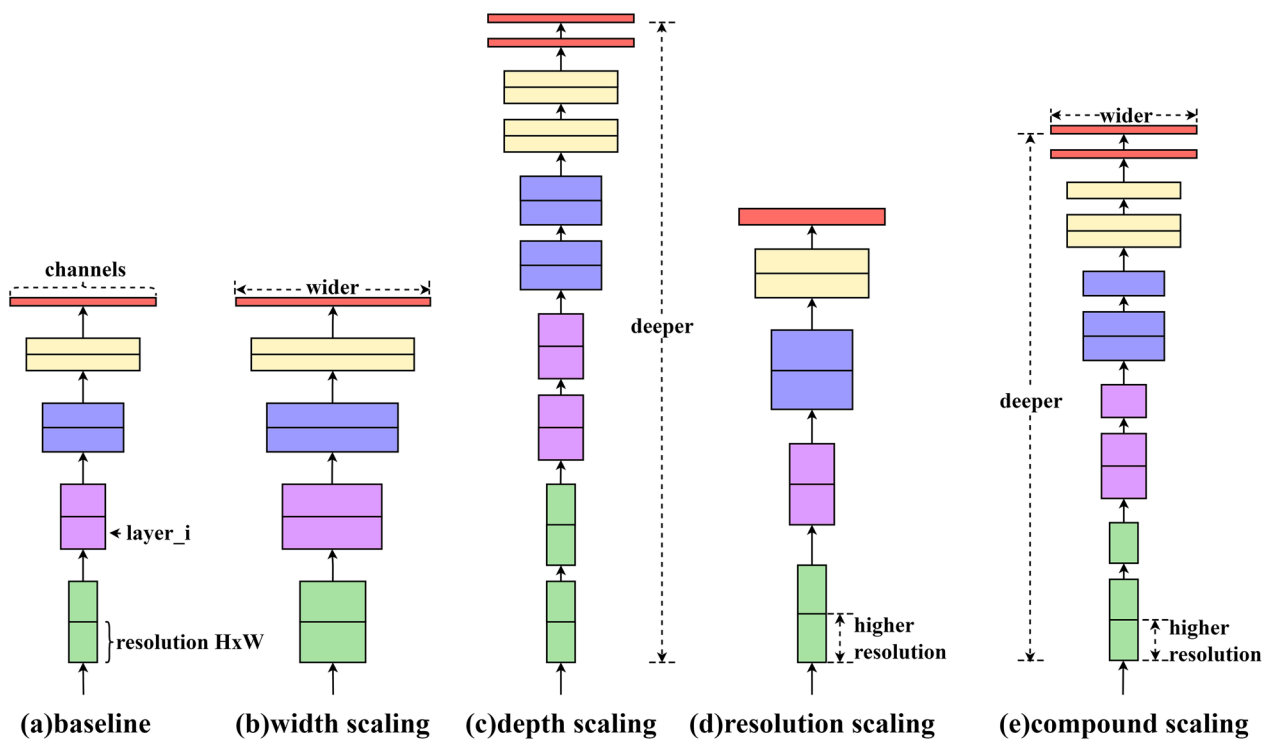 channels
layer_i
resolution HxW
(a)baseline
wider
(b)width scaling
deeper
(c)depth scaling
higher
resolution
(d)resolution scaling
wider
deeper
higher
resolution
(e)compound scaling